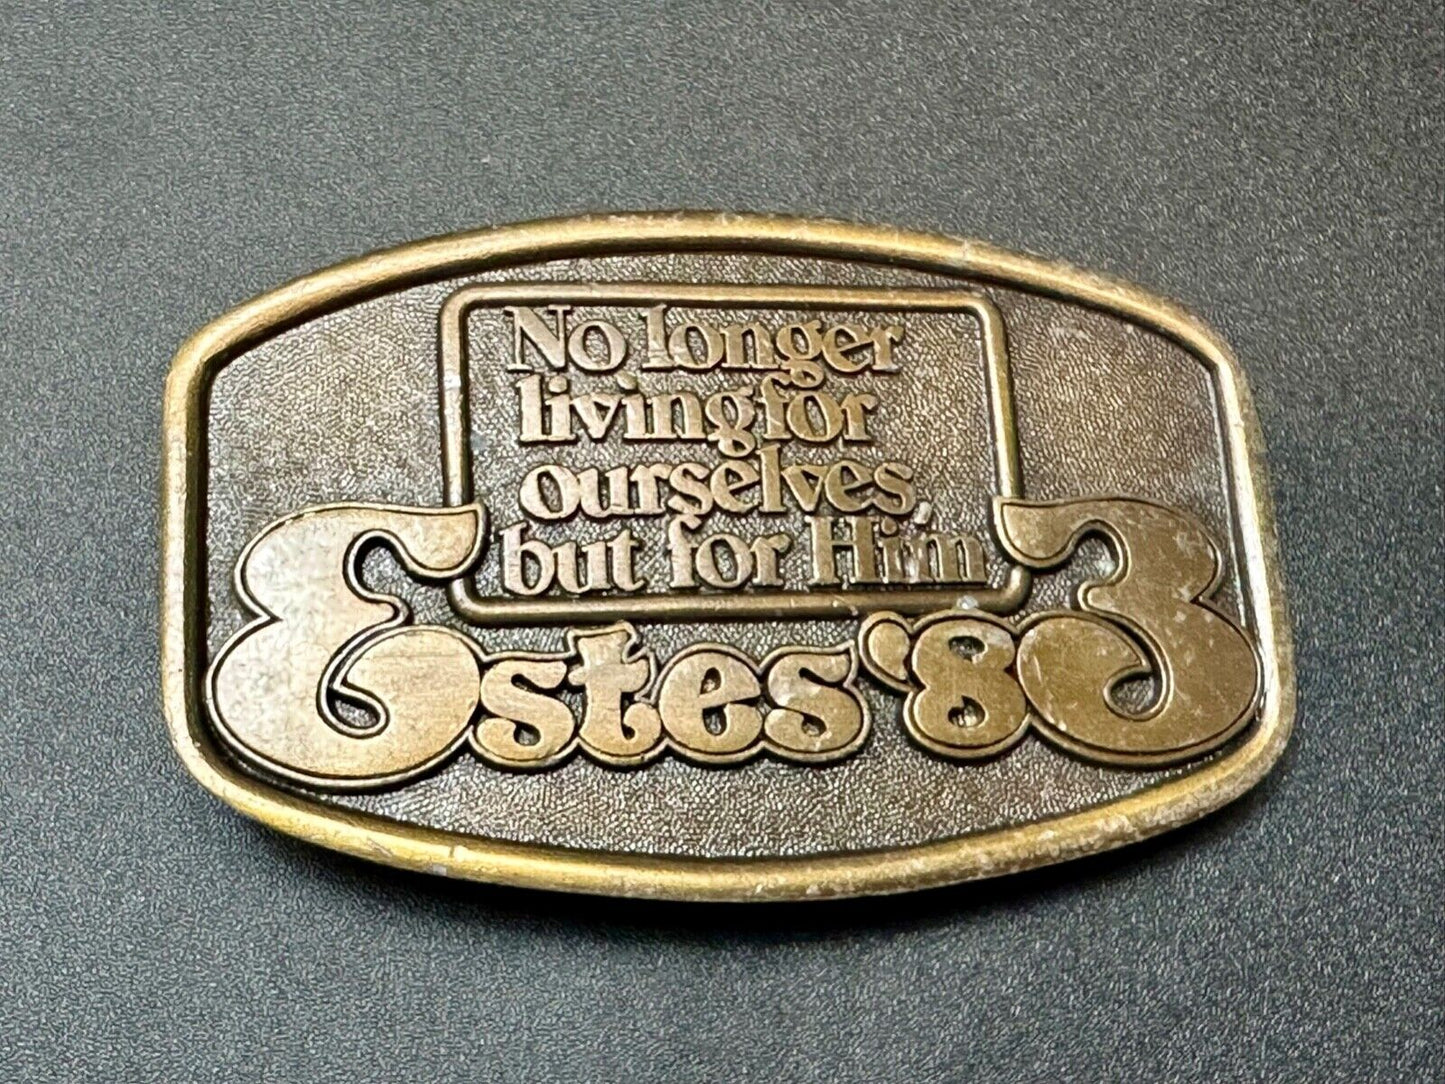 No longer
living for
ourselves,
but for Him
Estes '83